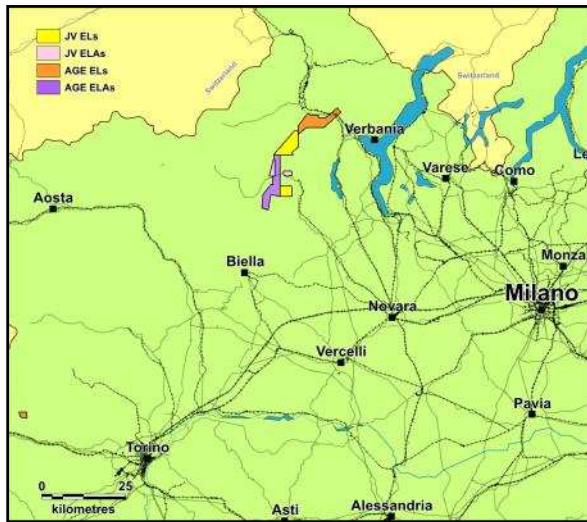 JV ELs
JV ELAs
AGE ELs
AGE ELAs
Switzerland
Switzerland
Verbania
Varese
Como
Le
Aosta
Biella
Monza
Milano
Novara
Vercelli
Pavia
Torino
0 25
kilometres
Asti
Alessandria